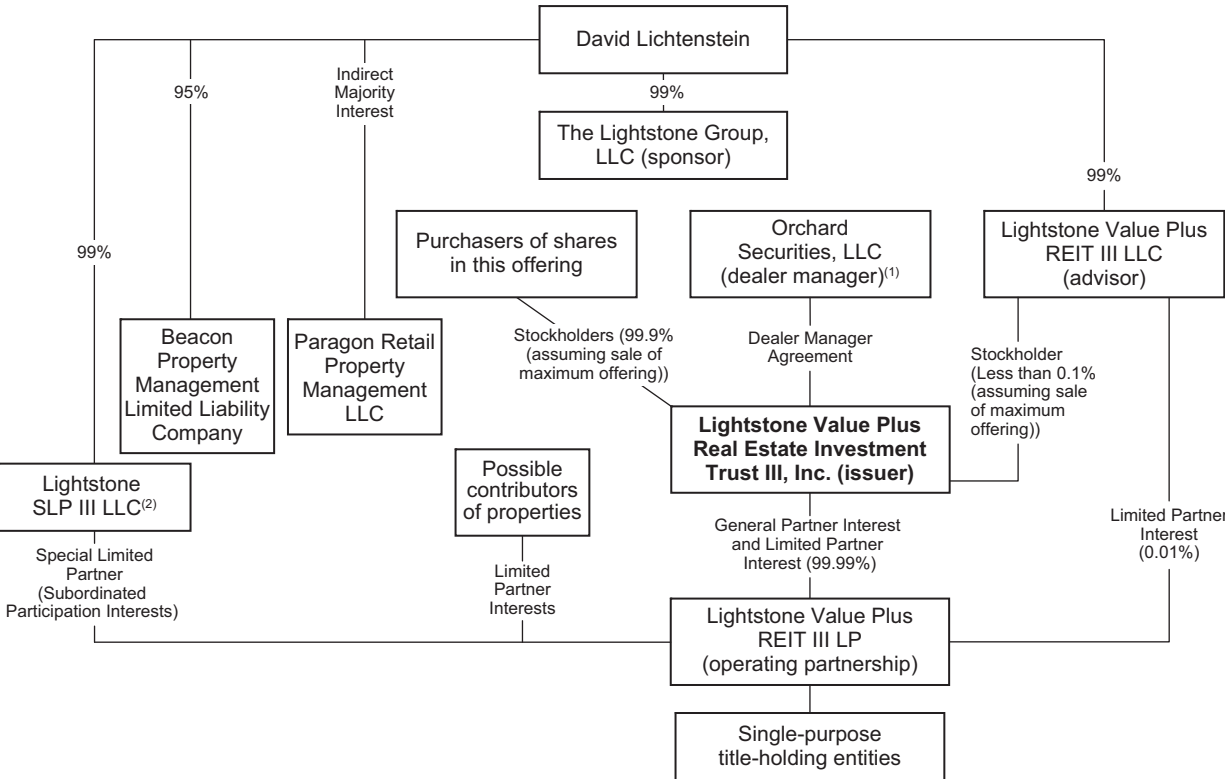 David Lichtenstein
95%
Indirect
Majority
Interest
99%
The Lightstone Group,
LLC (sponsor)
99%
99%
Purchasers of shares
in this offering
Orchard
Securities, LLC
(dealer manager)(1)
Lightstone Value Plus
REIT III LLC
(advisor)
Beacon
Property
Management
Limited Liability
Company
Paragon Retail
Property
Management
LLC
Stockholders (99.9%
(assuming sale of
maximum offering))
Dealer Manager
Agreement
Stockholder
(Less than 0.1%
(assuming sale
of maximum
offering))
Lightstone Value Plus
Real Estate Investment
Trust III, Inc. (issuer)
Lightstone
SLP III LLC(2)
Possible
contributors
of properties
General Partner Interest
and Limited Partner
Interest (99.99%)
Limited Partner
Interest
(0.01%)
Special Limited
Partner
(Subordinated
Participation Interests)
Limited
Partner
Interests
Lightstone Value Plus
REIT III LP
(operating partnership)
Single-purpose
title-holding entities